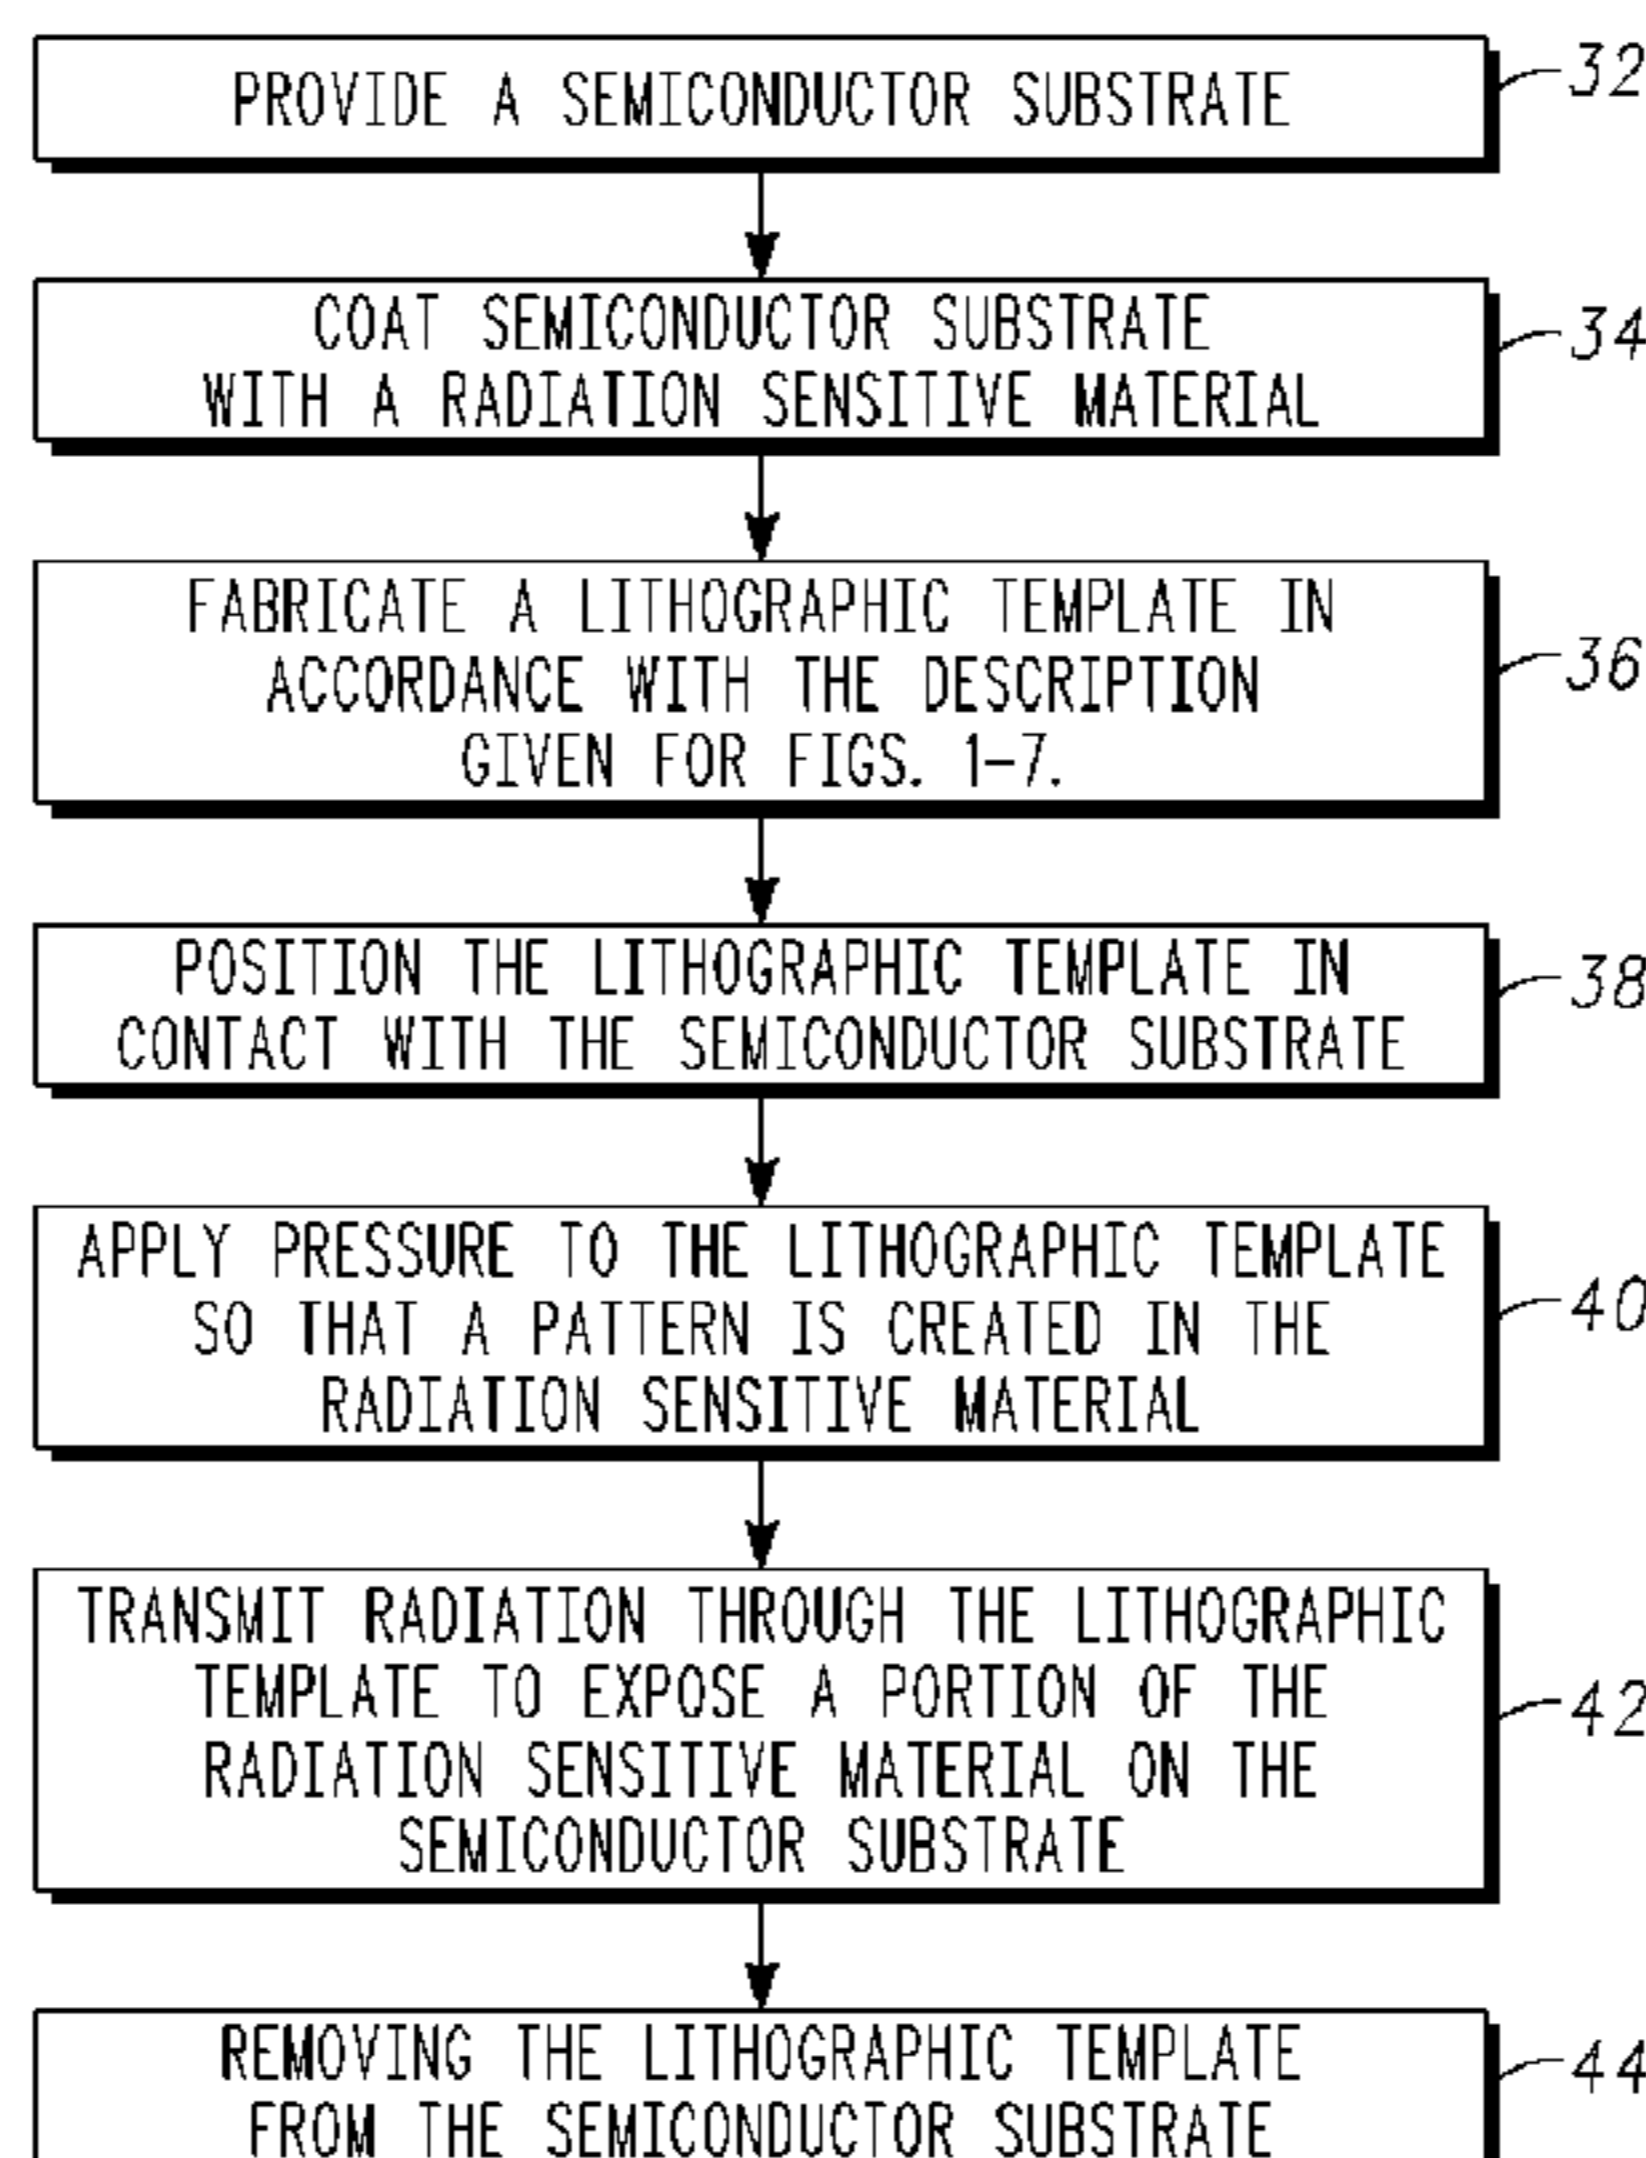 PROVIDE A SEMICONDUCTOR SUBSTRATE
32
COAT SEMICONDUCTOR SUBSTRATE
WITH A RADIATION SENSITIVE MATERIAL
34
FABRICATE A LITHOGRAPHIC TEMPLATE IN
ACCORDANCE WITH THE DESCRIPTION
GIVEN FOR FIGS. 1-7.
36
POSITION THE LITHOGRAPHIC TEMPLATE IN
CONTACT WITH THE SEMICONDUCTOR SUBSTRATE
38
APPLY PRESSURE TO THE LITHOGRAPHIC TEMPLATE
SO THAT A PATTERN IS CREATED IN THE
RADIATION SENSITIVE MATERIAL
40
TRANSMIT RADIATION THROUGH THE LITHOGRAPHIC
TEMPLATE TO EXPOSE A PORTION OF THE
RADIATION SENSITIVE MATERIAL ON THE
SEMICONDUCTOR SUBSTRATE
42
REMOVING THE LITHOGRAPHIC TEMPLATE
FROM THE SEMICONDUCTOR SUBSTRATE
44